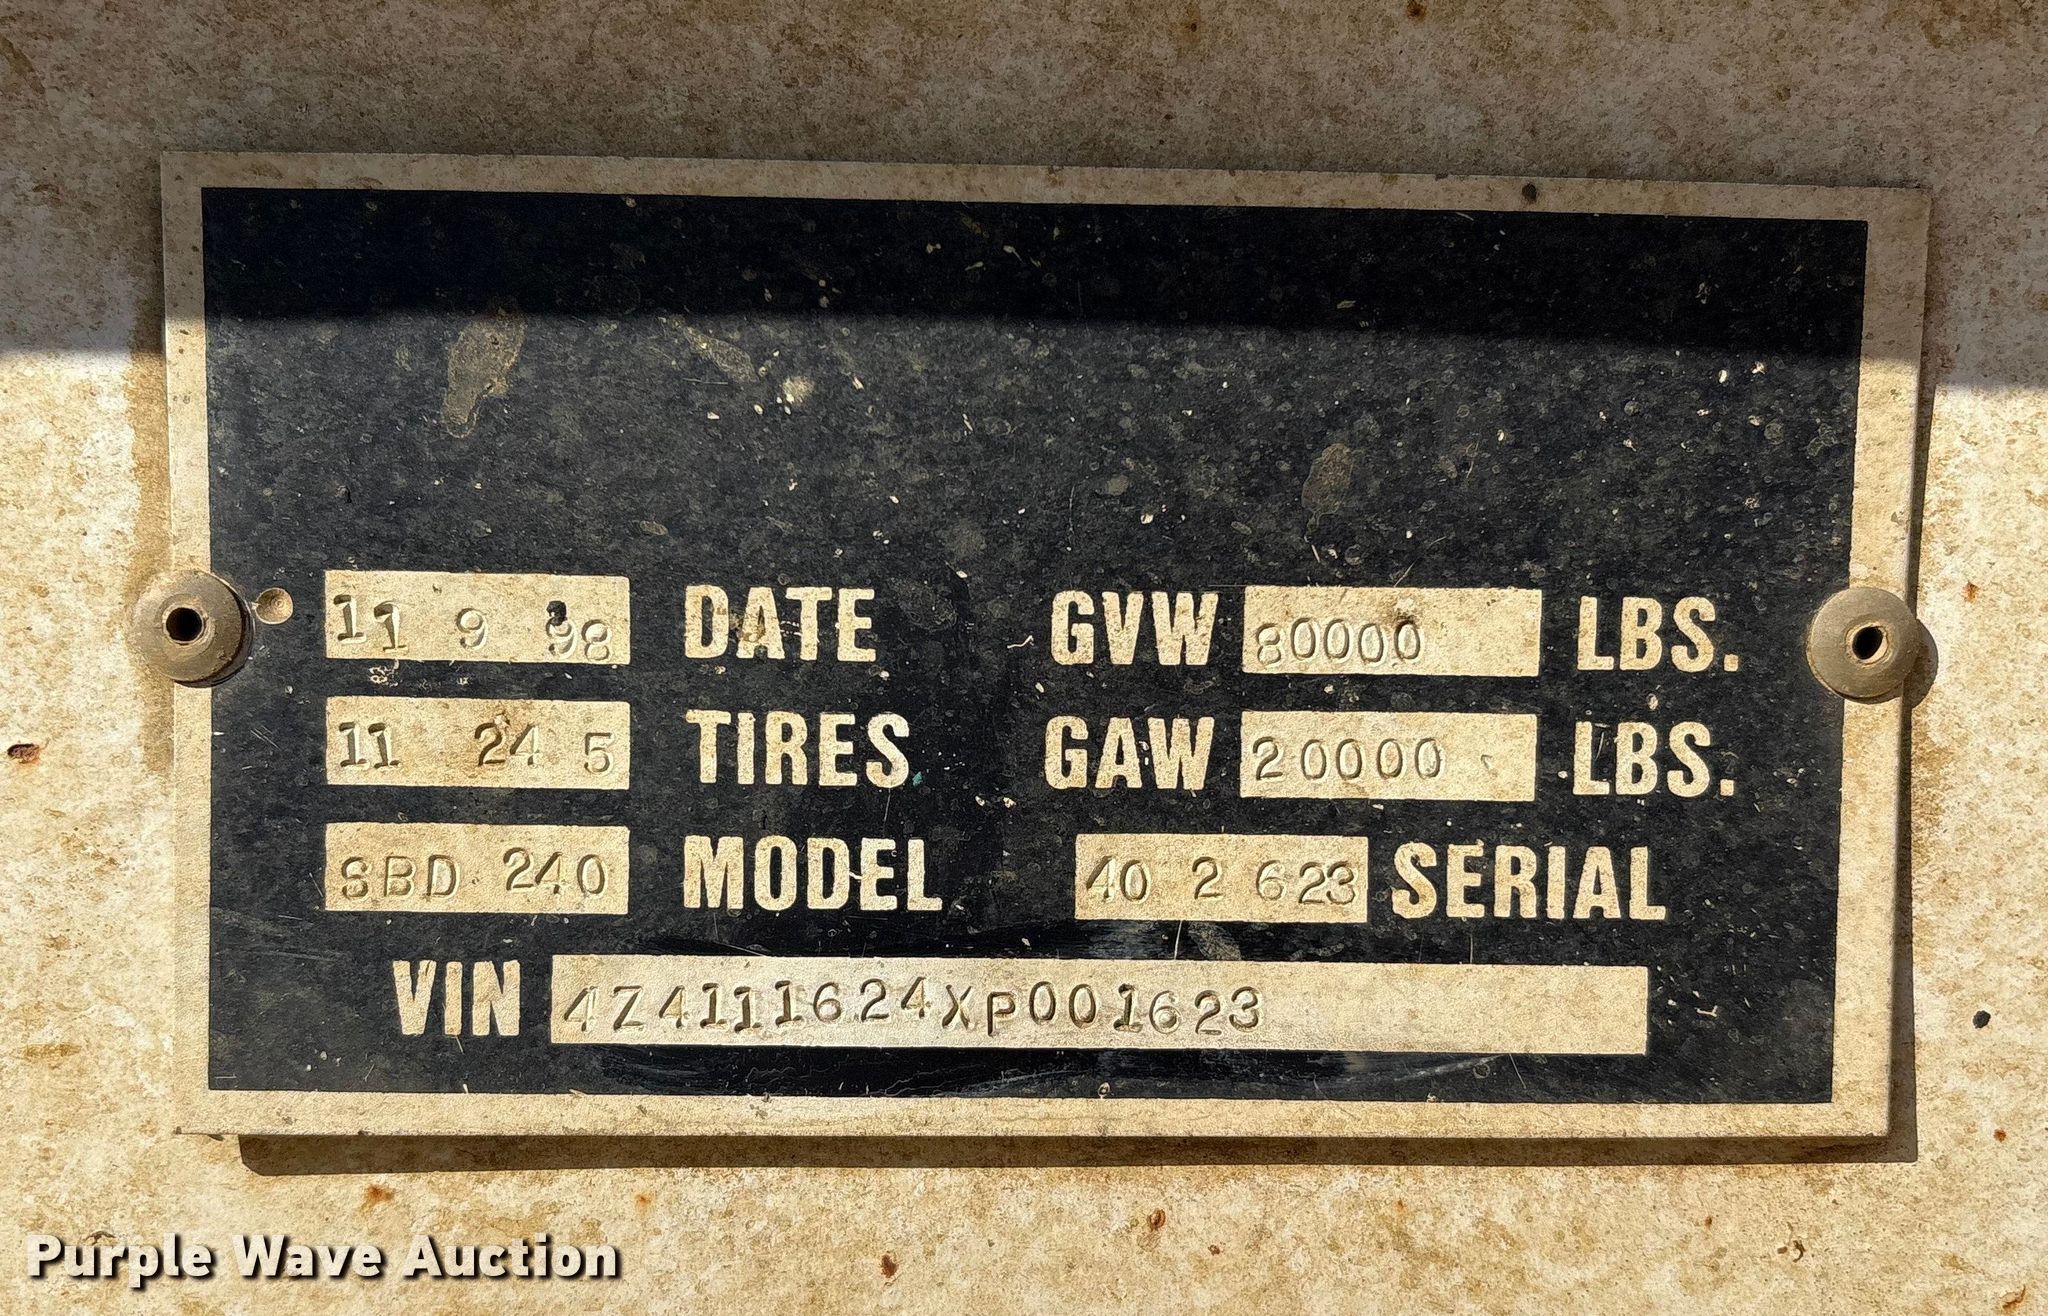 11 9 98 DATE GVW 80000 LBS.
11 24 5 TIRES GAW 20000 LBS.
SBD 240 MODEL 40 2 623 SERIAL
VIN 4Z4111624XP001623
Purple Wave Auction